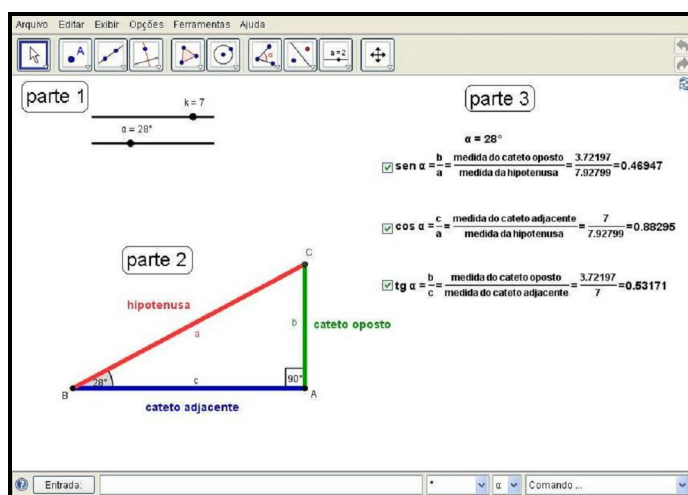 Arquivo Editar Exibir Opções Ferramentas Ajuda
A
a=2
parte 1
k = 7
α = 28°
parte 3
α = 28°
sen α = b/a = medida do cateto oposto/medida da hipotenusa = 3.72197/7.92799 = 0.46947
cos α = c/a = medida do cateto adjacente/medida da hipotenusa = 7/7.92799 = 0.88295
tg α = b/c = medida do cateto oposto/medida do cateto adjacente = 3.72197/7 = 0.53171
parte 2
C
hipotenusa
a
b
cateto oposto
28°
c
90°
B
A
cateto adjacente
Entrada:
α
Comando ...